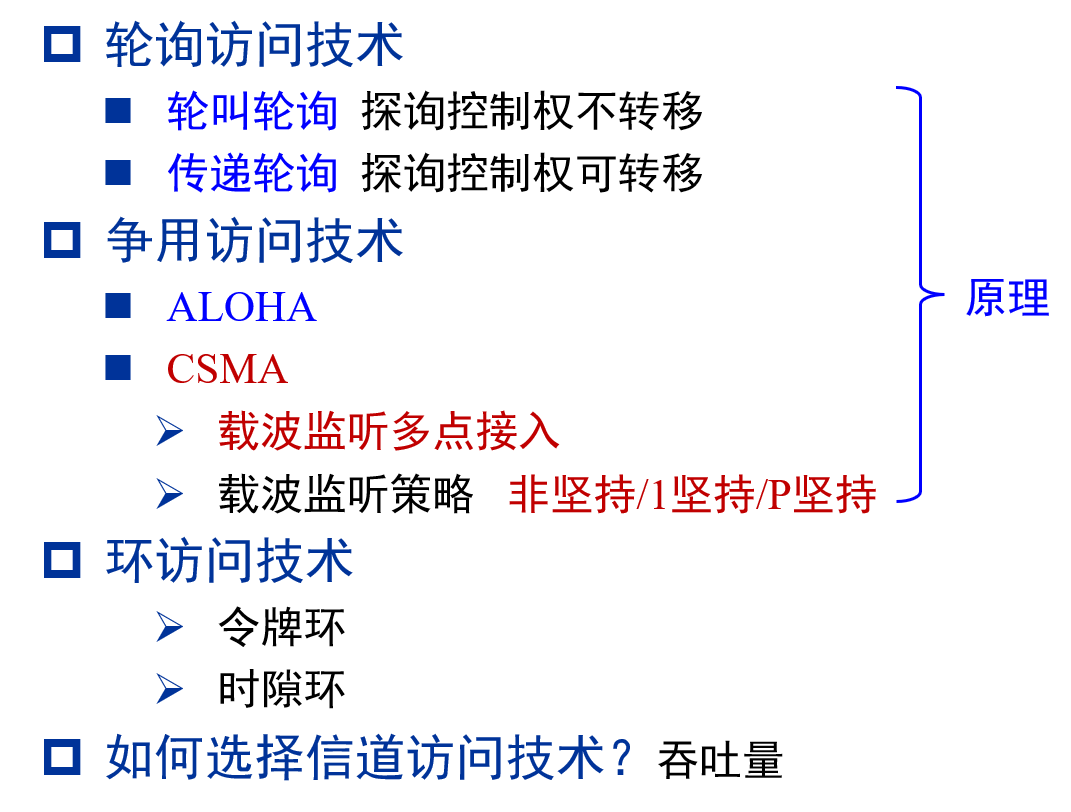 轮询访问技术
轮叫轮询 探询控制权不转移
传递轮询 探询控制权可转移
争用访问技术
ALOHA
原理
CSMA
载波监听多点接入
载波监听策略 非坚持/1坚持/P坚持
环访问技术
令牌环
时隙环
如何选择信道访问技术？吞吐量